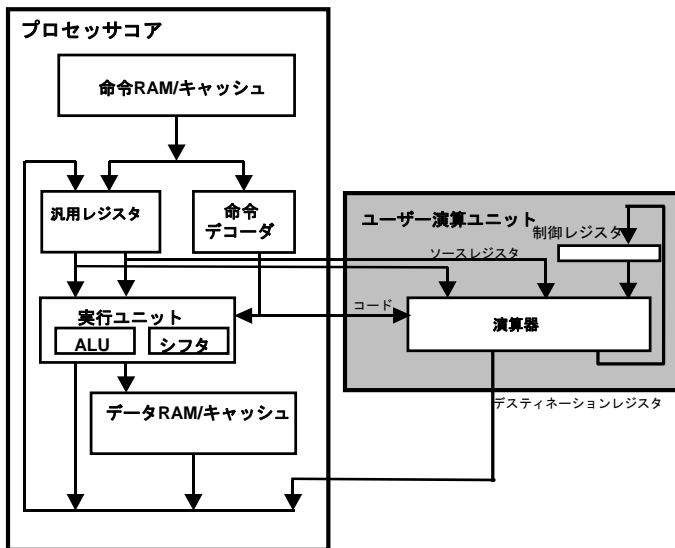 プロセッサコア
命令RAM/キャッシュ
汎用レジスタ
命令
デコーダ
ユーザー演算ユニット
制御レジスタ
ソースレジスタ
実行ユニット
ALU
シフタ
コード
演算器
データRAM/キャッシュ
デスティネーションレジスタ